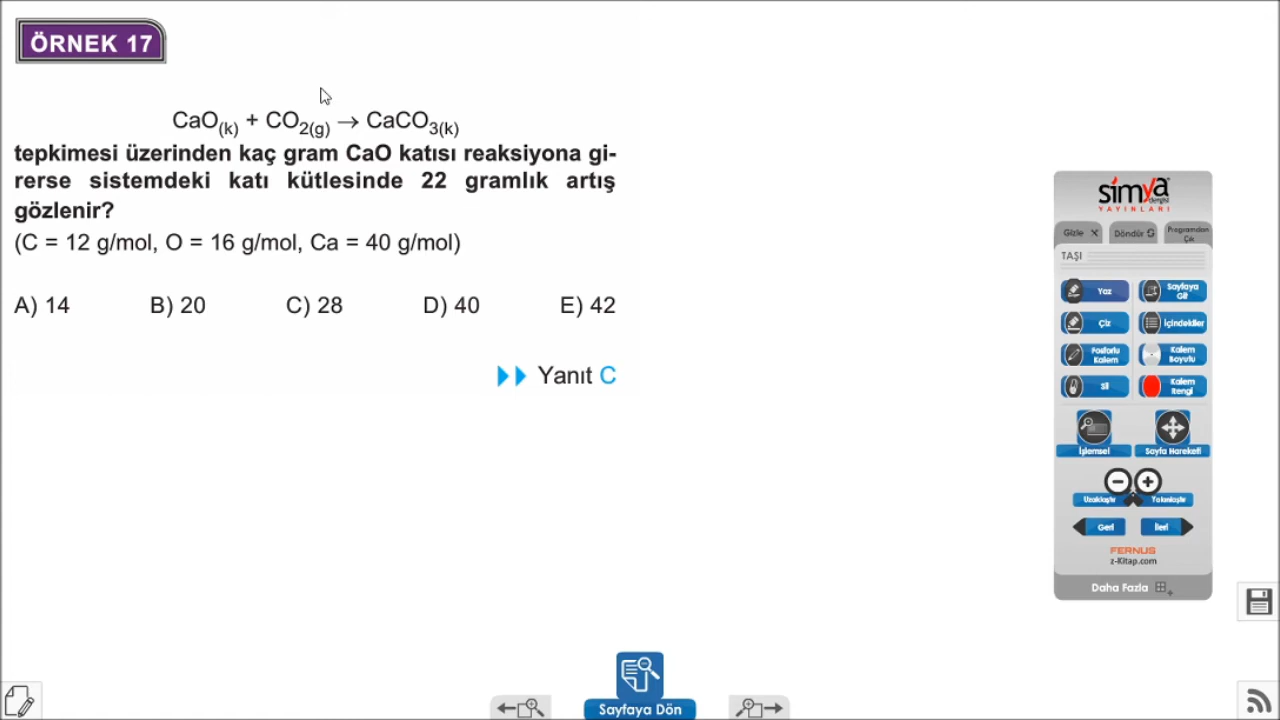 ÖRNEK 17
CaO(k) + CO2(g) → CaCO3(k)
tepkimesi üzerinden kaç gram CaO katısı reaksiyona gi-
rerse sistemdeki katı kütlesinde 22 gramlık artış
gözlenir?
(C = 12 g/mol, O = 16 g/mol, Ca = 40 g/mol)
A) 14 B) 20 C) 28 D) 40 E) 42
Yanıt C
simya
dergisi
YAYINLARI
Gizle Döndür Programdan Çık
TAŞI
Yaz Sayfaya Git
Çiz İçindekiler
Fosforlu Kalem Kalem Boyutu
Sil Kalem Rengi
İşlemsel Sayfa Hareketi
Uzaklaştır Yakınlaştır
Geri İleri
FERNUS
z-Kitap.com
Daha Fazla
Sayfaya Dön